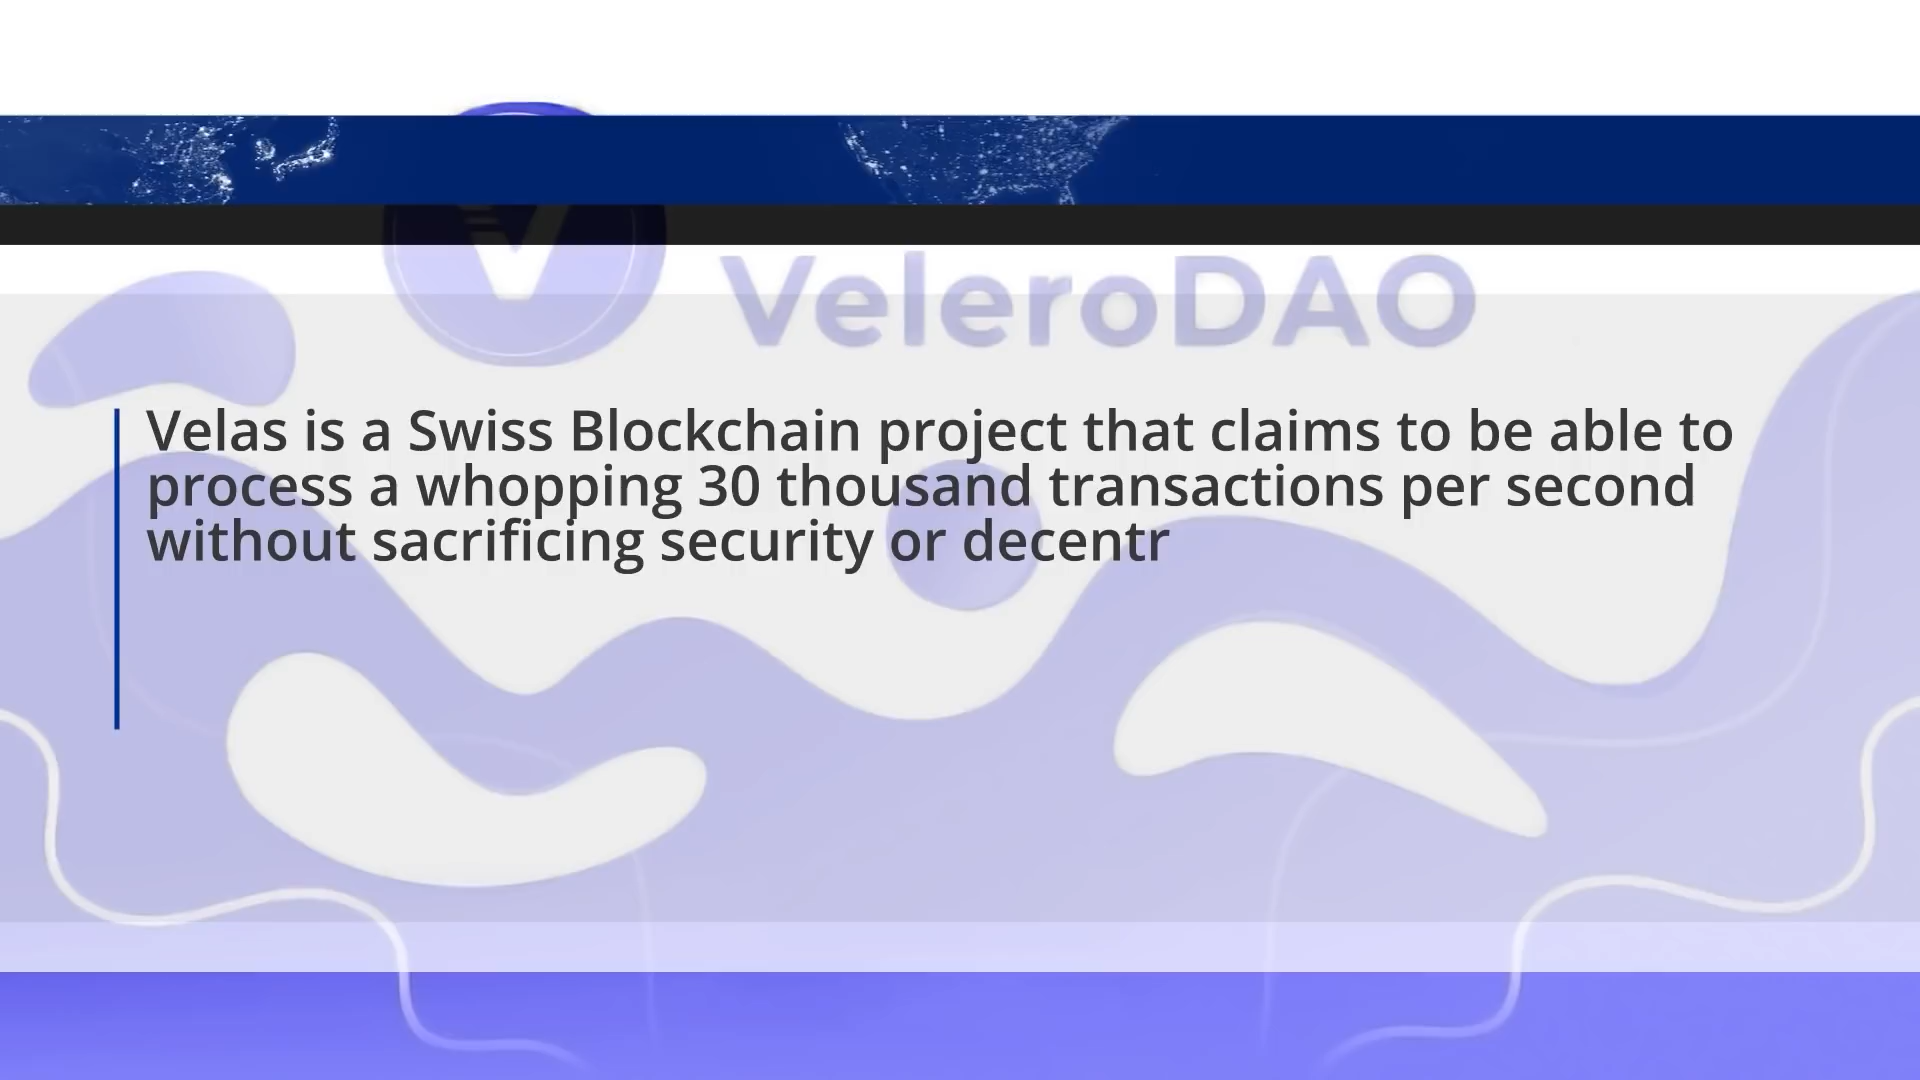 VeleroDAO
Velas is a Swiss Blockchain project that claims to be able to
process a whopping 30 thousand transactions per second
without sacrificing security or decentr